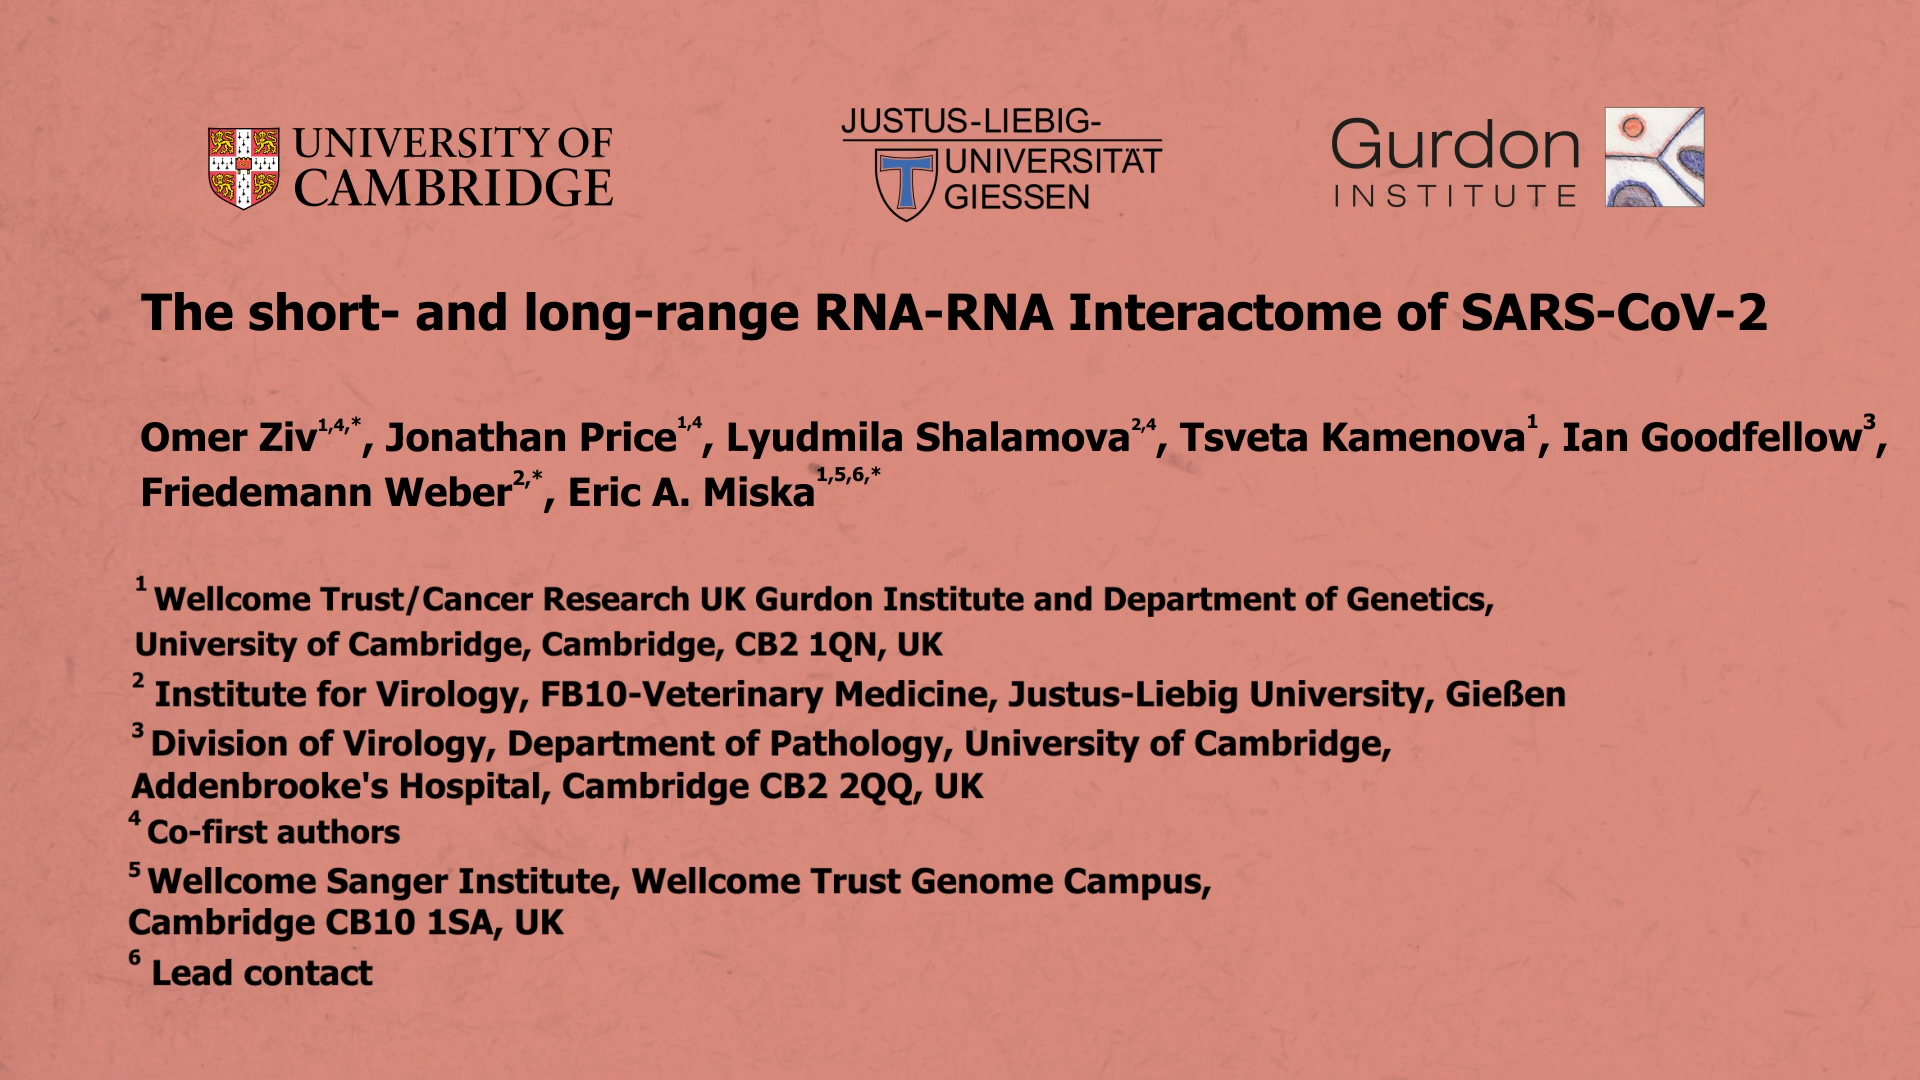 UNIVERSITY OF
CAMBRIDGE
JUSTUS-LIEBIG-
UNIVERSITÄT
GIESSEN
Gurdon
INSTITUTE
The short- and long-range RNA-RNA Interactome of SARS-CoV-2
Omer Ziv1,4,*, Jonathan Price1,4, Lyudmila Shalamova2,4, Tsveta Kamenova1, Ian Goodfellow3,
Friedemann Weber2,*, Eric A. Miska1,5,6,*
1 Wellcome Trust/Cancer Research UK Gurdon Institute and Department of Genetics,
University of Cambridge, Cambridge, CB2 1QN, UK
2 Institute for Virology, FB10-Veterinary Medicine, Justus-Liebig University, Gießen
3 Division of Virology, Department of Pathology, University of Cambridge,
Addenbrooke's Hospital, Cambridge CB2 2QQ, UK
4 Co-first authors
5 Wellcome Sanger Institute, Wellcome Trust Genome Campus,
Cambridge CB10 1SA, UK
6 Lead contact